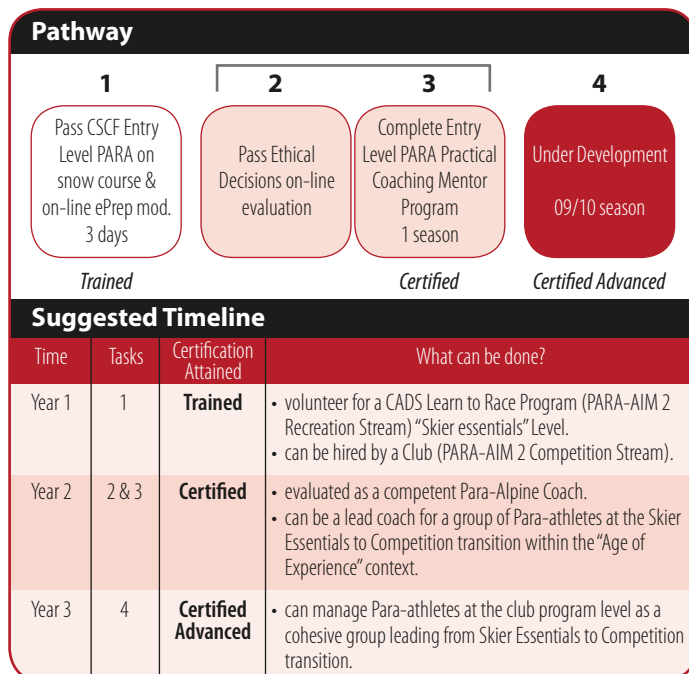 Pathway
1
2
3
4
Pass CSCF Entry
Level PARA on
snow course &
on-line ePrep mod.
3 days
Pass Ethical
Decisions on-line
evaluation
Complete Entry
Level PARA Practical
Coaching Mentor
Program
1 season
Under Development
09/10 season
Trained
Certified
Certified Advanced
Suggested Timeline
Time
Tasks
Certification
Attained
What can be done?
Year 1
1
Trained
• volunteer for a CADS Learn to Race Program (PARA-AIM 2
Recreation Stream) "Skier essentials" Level.
• can be hired by a Club (PARA-AIM 2 Competition Stream).
Year 2
2 & 3
Certified
• evaluated as a competent Para-Alpine Coach.
• can be a lead coach for a group of Para-athletes at the Skier
Essentials to Competition transition within the "Age of
Experience" context.
Year 3
4
Certified
Advanced
• can manage Para-athletes at the club program level as a
cohesive group leading from Skier Essentials to Competition
transition.